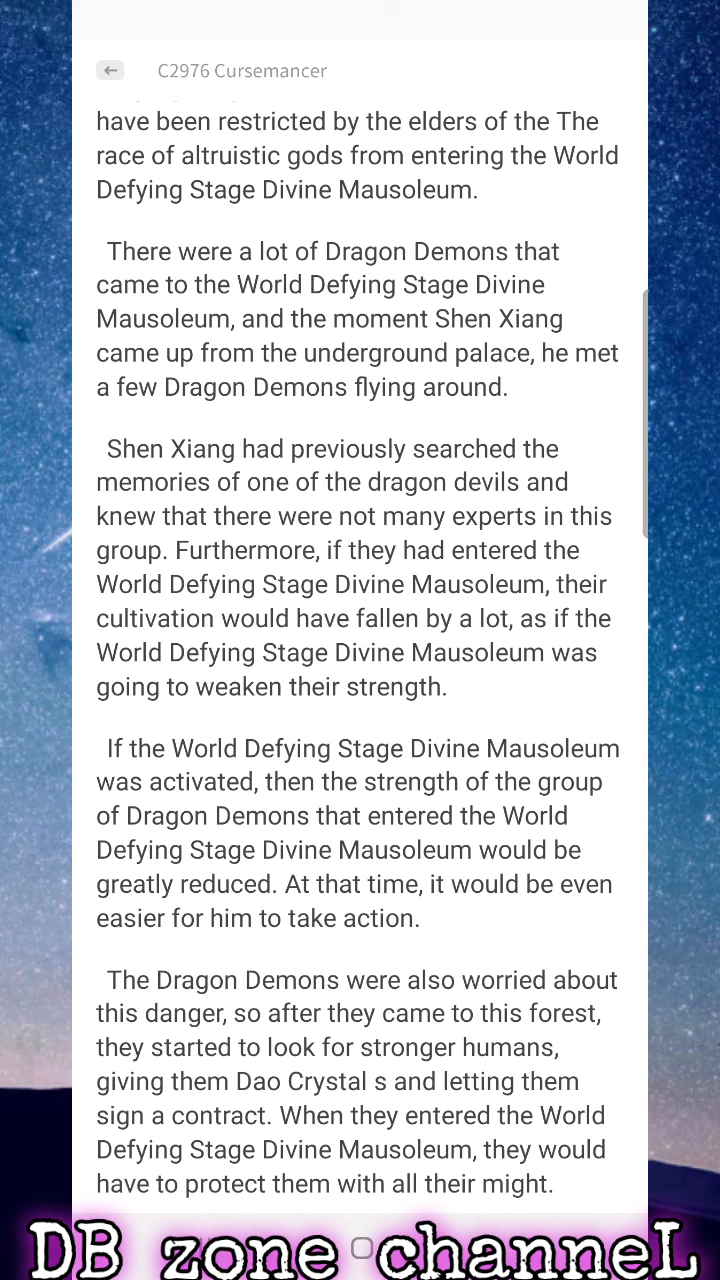 C2976 Cursemancer
have been restricted by the elders of the The
race of altruistic gods from entering the World
Defying Stage Divine Mausoleum.
There were a lot of Dragon Demons that
came to the World Defying Stage Divine
Mausoleum, and the moment Shen Xiang
came up from the underground palace, he met
a few Dragon Demons flying around.
Shen Xiang had previously searched the
memories of one of the dragon devils and
knew that there were not many experts in this
group. Furthermore, if they had entered the
World Defying Stage Divine Mausoleum, their
cultivation would have fallen by a lot, as if the
World Defying Stage Divine Mausoleum was
going to weaken their strength.
If the World Defying Stage Divine Mausoleum
was activated, then the strength of the group
of Dragon Demons that entered the World
Defying Stage Divine Mausoleum would be
greatly reduced. At that time, it would be even
easier for him to take action.
The Dragon Demons were also worried about
this danger, so after they came to this forest,
they started to look for stronger humans,
giving them Dao Crystal s and letting them
sign a contract. When they entered the World
Defying Stage Divine Mausoleum, they would
have to protect them with all their might.
DB zone channeL